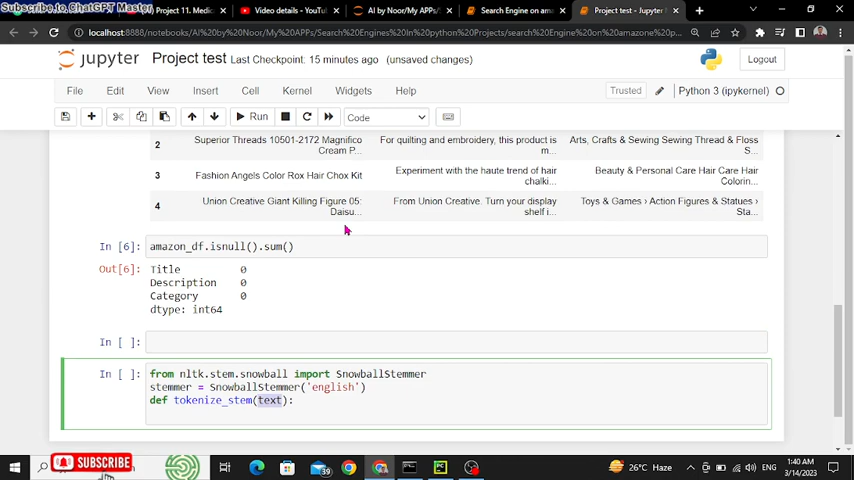 Subscribe to ChatGPT Master
Project 11, Medic
Video details - YouTu
AI by Noor/My APPs/
Search Engine on am
Project test - Jupyter
localhost:8888/notebooks/AI%20by%20Noor/My%20APPs/Search%20Engines%20In%20python%20Projects/search%20Engine%20on%20amazone%20p...
jupyter Project test Last Checkpoint: 15 minutes ago (unsaved changes)
Logout
File Edit View Insert Cell Kernel Widgets Help
Trusted
Python 3 (ipykernel)
Run
Code
2 Superior Threads 10501-2172 Magnifico Cream P... For quilting and embroidery, this product is m... Arts, Crafts & Sewing Sewing Thread & Floss S...
3 Fashion Angels Color Rox Hair Chox Kit Experiment with the haute trend of hair chalki... Beauty & Personal Care Hair Care Hair Colorin...
4 Union Creative Giant Killing Figure 05: Daisu... From Union Creative. Turn your display shelf i... Toys & Games › Action Figures & Statues › Sta...
In [6]: amazon_df.isnull().sum()
Out[6]: Title 0
Description 0
Category 0
dtype: int64
In [ ]:
In [ ]: from nltk.stem.snowball import SnowballStemmer
stemmer = SnowballStemmer('english')
def tokenize_stem(text):
SUBSCRIBE
39
26°C Haze
ENG
1:40 AM
3/14/2023